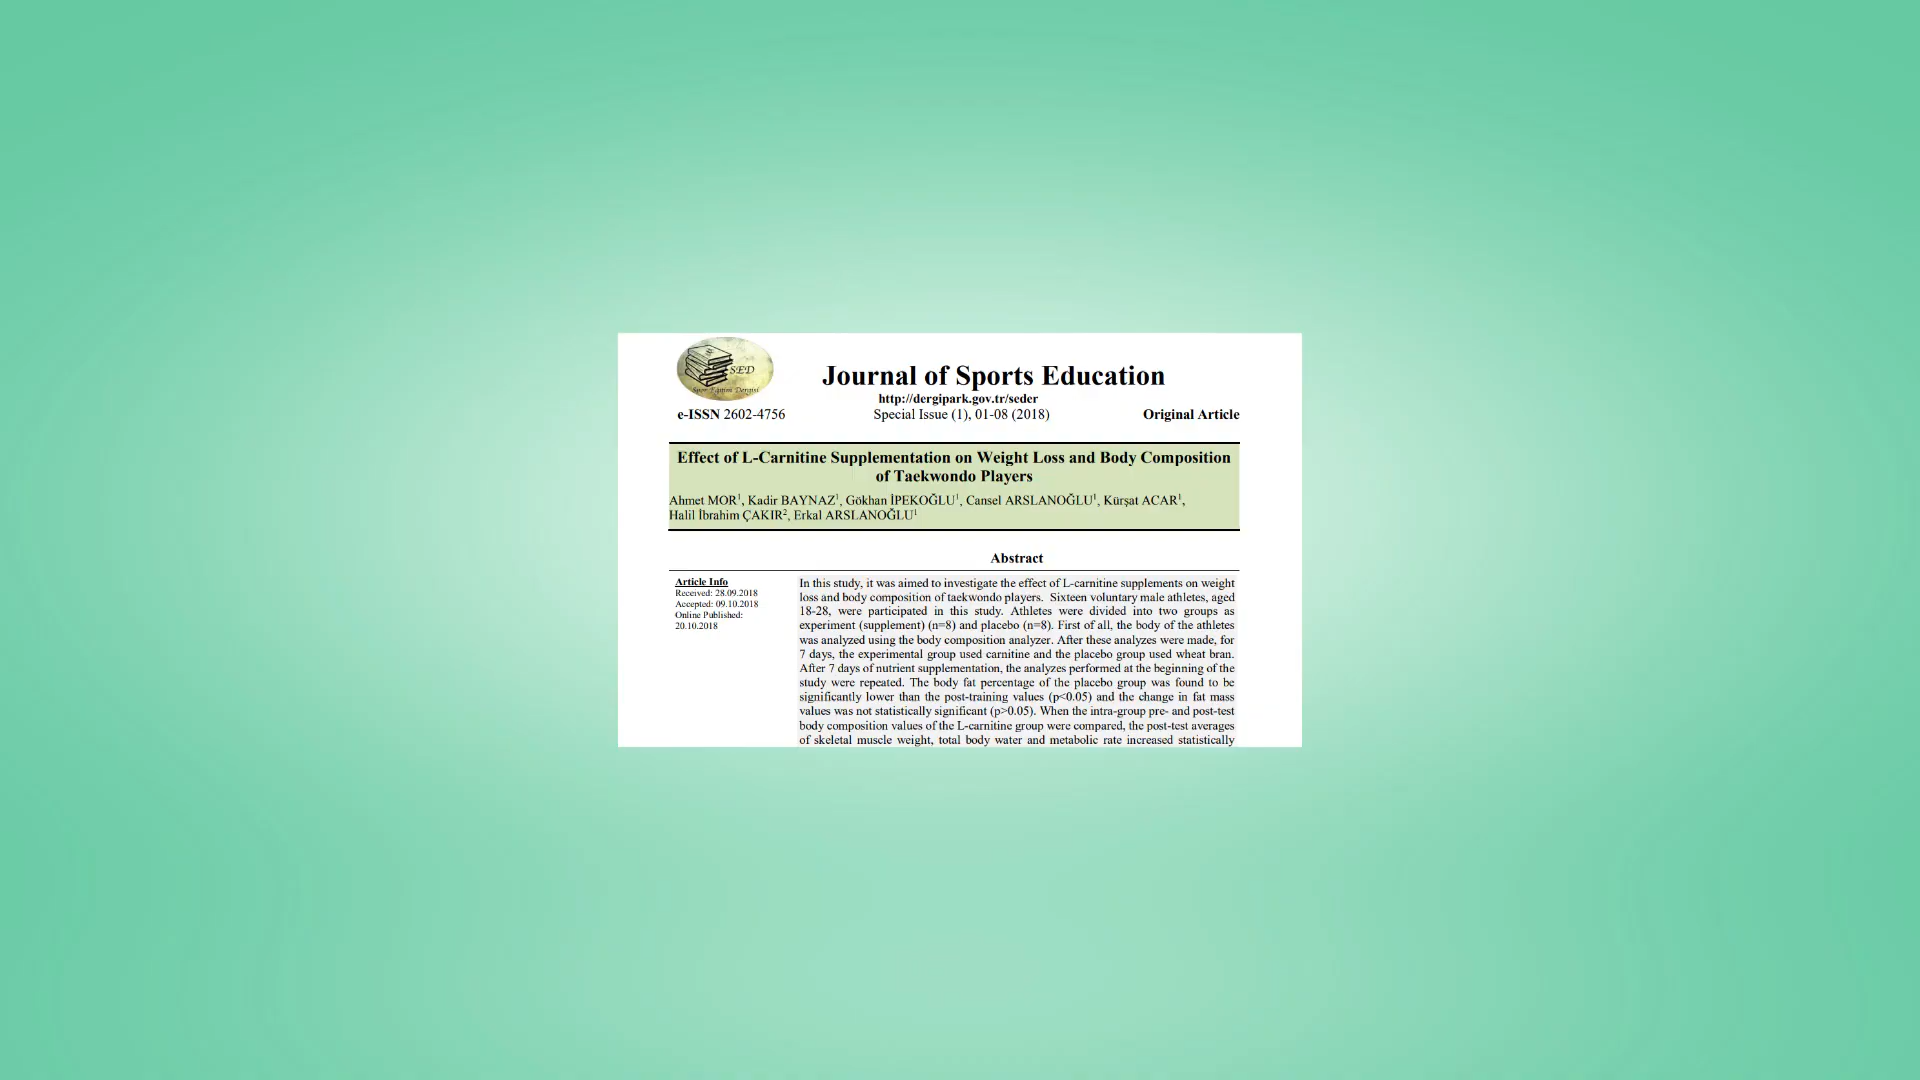 SED
Spor Eğitimi Dergisi
Journal of Sports Education
http://dergipark.gov.tr/seder
e-ISSN 2602-4756 Special Issue (1), 01-08 (2018) Original Article
Effect of L-Carnitine Supplementation on Weight Loss and Body Composition
of Taekwondo Players
Ahmet MOR¹, Kadir BAYNAZ¹, Gökhan İPEKOĞLU¹, Cansel ARSLANOĞLU¹, Kürşat ACAR¹,
Halil İbrahim ÇAKIR², Erkal ARSLANOĞLU¹
Abstract
Article Info
Received: 28.09.2018
Accepted: 09.10.2018
Online Published:
20.10.2018
In this study, it was aimed to investigate the effect of L-carnitine supplements on weight
loss and body composition of taekwondo players. Sixteen voluntary male athletes, aged
18-28, were participated in this study. Athletes were divided into two groups as
experiment (supplement) (n=8) and placebo (n=8). First of all, the body of the athletes
was analyzed using the body composition analyzer. After these analyzes were made, for
7 days, the experimental group used carnitine and the placebo group used wheat bran.
After 7 days of nutrient supplementation, the analyzes performed at the beginning of the
study were repeated. The body fat percentage of the placebo group was found to be
significantly lower than the post-training values (p<0.05) and the change in fat mass
values was not statistically significant (p>0.05). When the intra-group pre- and post-test
body composition values of the L-carnitine group were compared, the post-test averages
of skeletal muscle weight, total body water and metabolic rate increased statistically